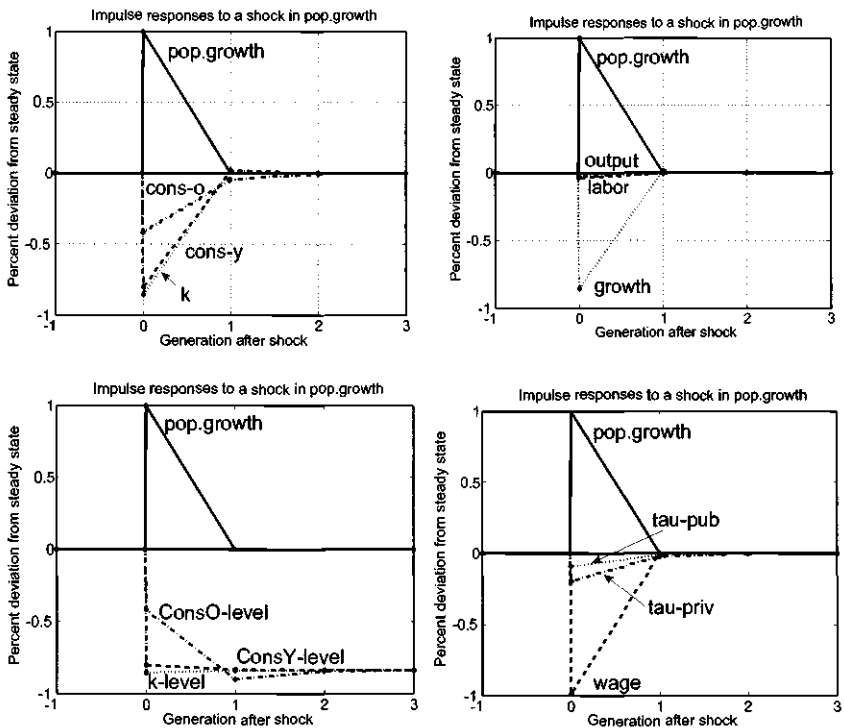 Impulse responses to a shock in pop.growth
Percent deviation from steady state
1
0.5
0
-0.5
-1
pop.growth
cons-o
cons-y
k
-1
0
1
2
3
Generation after shock
Impulse responses to a shock in pop.growth
Percent deviation from steady state
1
0.5
0
-0.5
-1
pop.growth
output
labor
growth
-1
0
1
2
3
Generation after shock
Impulse responses to a shock in pop.growth
Percent deviation from steady state
1
0.5
0
-0.5
-1
pop.growth
ConsO-level
ConsY-level
k-level
-1
0
1
2
3
Generation after shock
Impulse responses to a shock in pop.growth
Percent deviation from steady state
1
0.5
0
-0.5
-1
pop.growth
tau-pub
tau-priv
wage
-1
0
1
2
3
Generation after shock